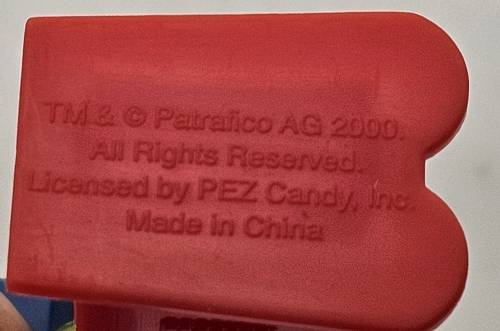 TM & © Patrafico AG 2000.
All Rights Reserved.
Licensed by PEZ Candy, Inc.
Made in China